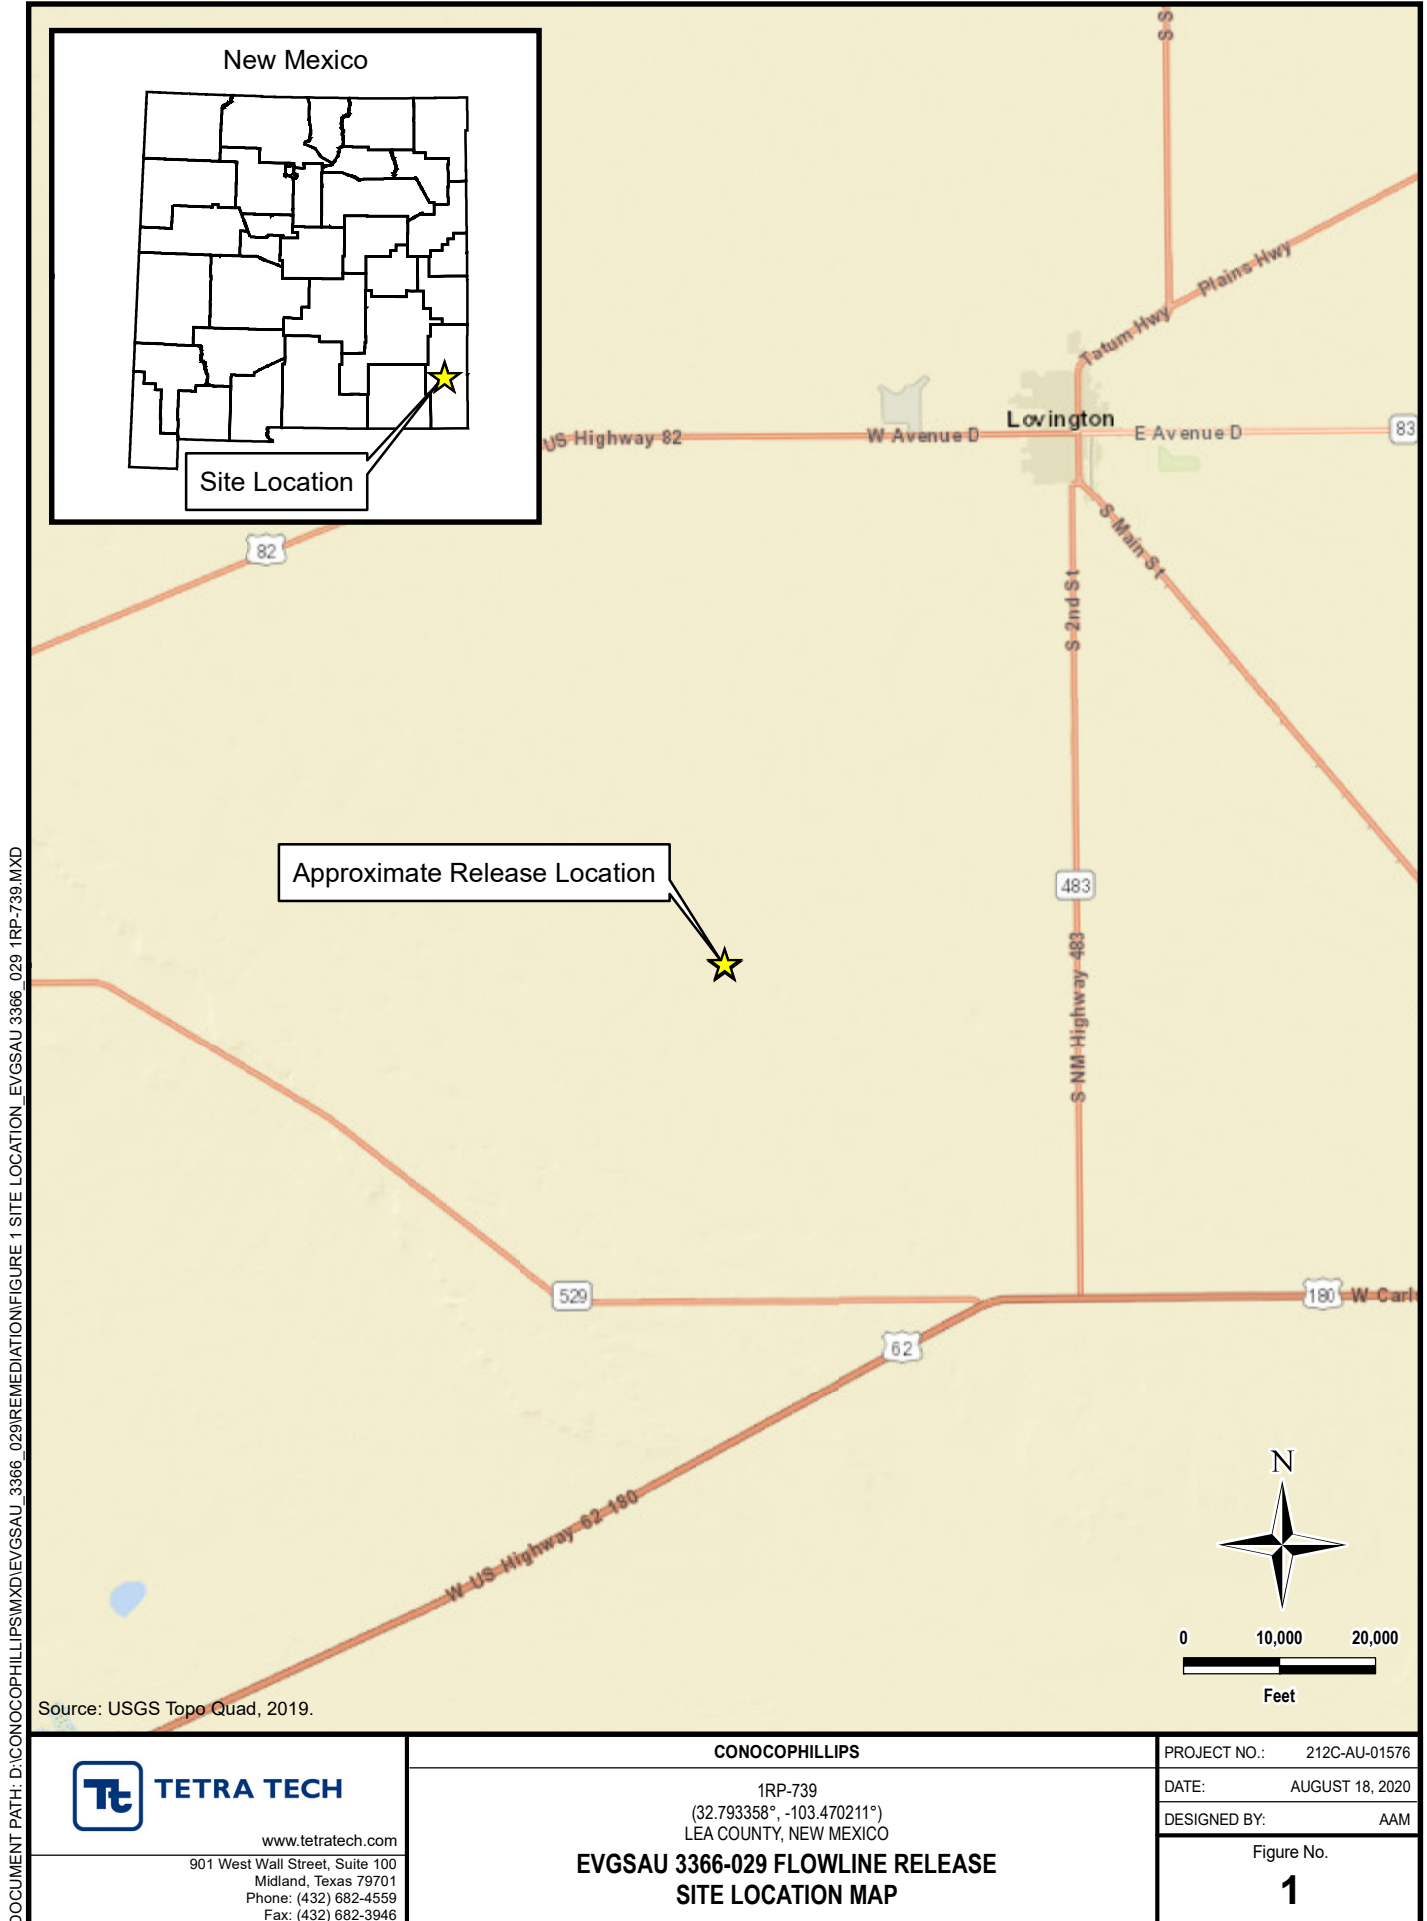 New Mexico
Site Location
S S
Plains Hwy
Tatum Hwy
Lovington
US Highway 82
W Avenue D
E Avenue D
83
82
S Main St
S 2nd St
Approximate Release Location
483
S NM Highway 483
529
180
W Carl
62
W US Highway 62 180
N
0 10,000 20,000
Feet
Source: USGS Topo Quad, 2019.
DOCUMENT PATH: D:\CONOCOPHILLIPS\MXD\EVGSAU_3366_029\REMEDIATION\FIGURE 1 SITE LOCATION_EVGSAU 3366_029 1RP-739.MXD
Tt TETRA TECH
www.tetratech.com
901 West Wall Street, Suite 100
Midland, Texas 79701
Phone: (432) 682-4559
Fax: (432) 682-3946
CONOCOPHILLIPS
1RP-739
(32.793358°, -103.470211°)
LEA COUNTY, NEW MEXICO
EVGSAU 3366-029 FLOWLINE RELEASE
SITE LOCATION MAP
PROJECT NO.: 212C-AU-01576
DATE: AUGUST 18, 2020
DESIGNED BY: AAM
Figure No.
1